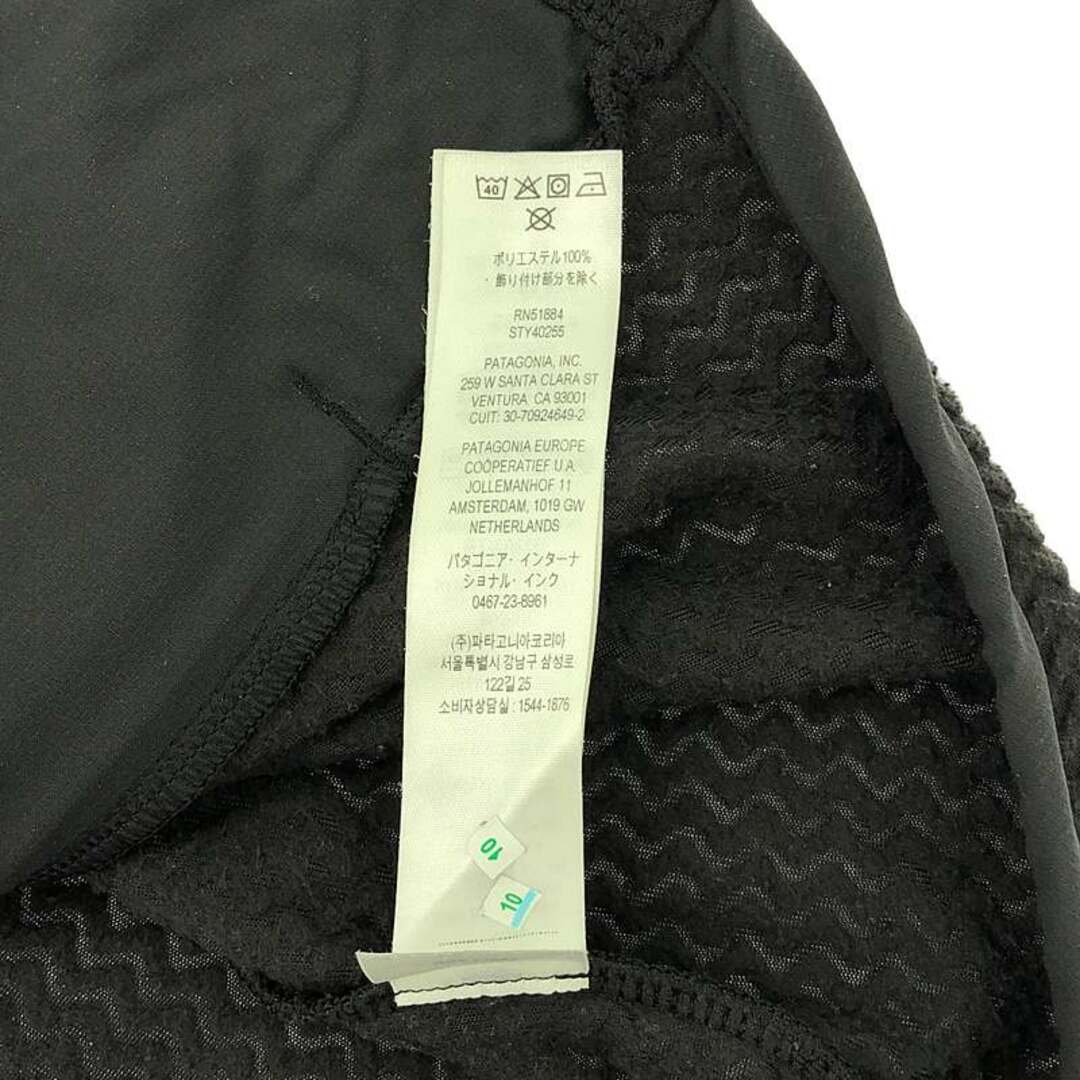 40
ポリエステル100%
・飾り付け部分を除く
RN51884
STY40255
PATAGONIA, INC.
259 W SANTA CLARA ST
VENTURA. CA 93001
CUIT: 30-70924649-2
PATAGONIA EUROPE
COÖPERATIEF U.A.
JOLLEMANHOF 11
AMSTERDAM, 1019 GW
NETHERLANDS
パタゴニア・インターナ
ショナル・インク
0467-23-8961
(주)파타고니아코리아
서울특별시 강남구 삼성로
122길 25
소비자상담실 : 1544-1876
10
10